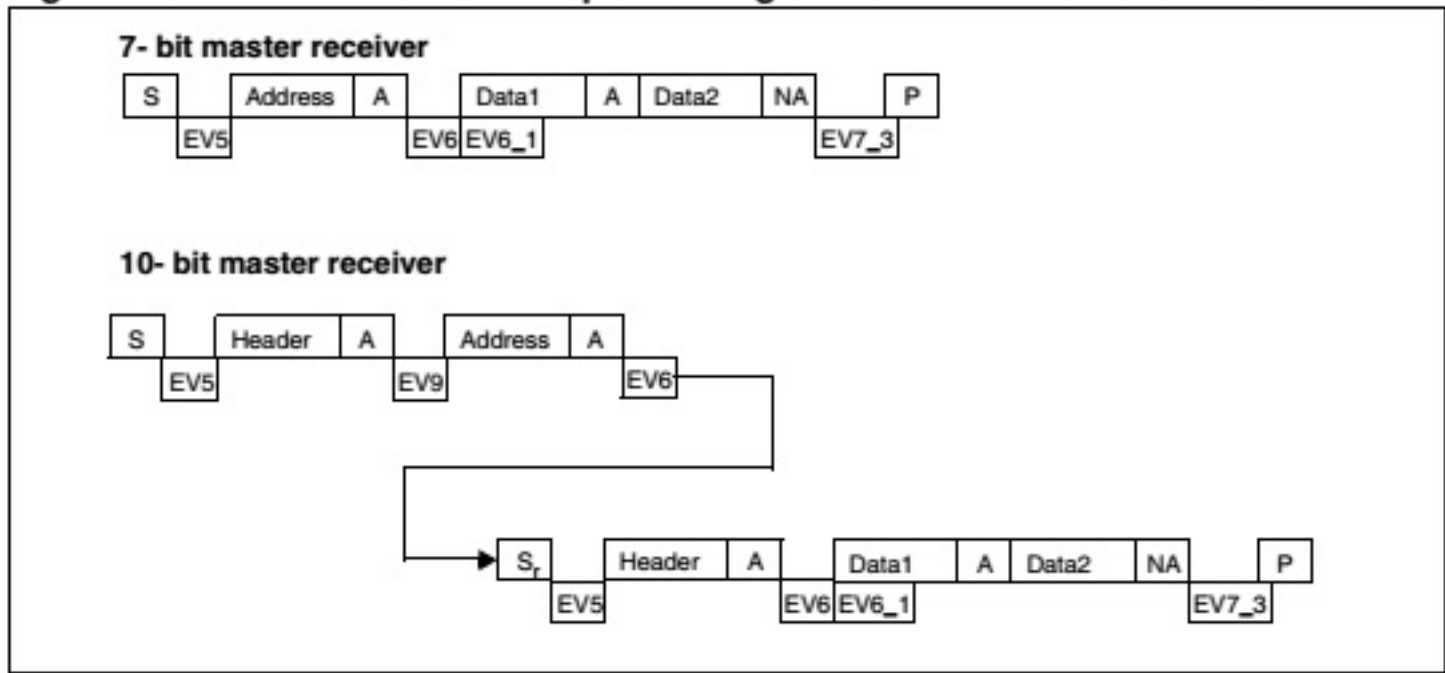 7- bit master receiver
S Address A Data1 A Data2 NA P
EV5 EV6 EV6_1 EV7_3
10- bit master receiver
S Header A Address A
EV5 EV9 EV6
Sr Header A Data1 A Data2 NA P
EV5 EV6 EV6_1 EV7_3